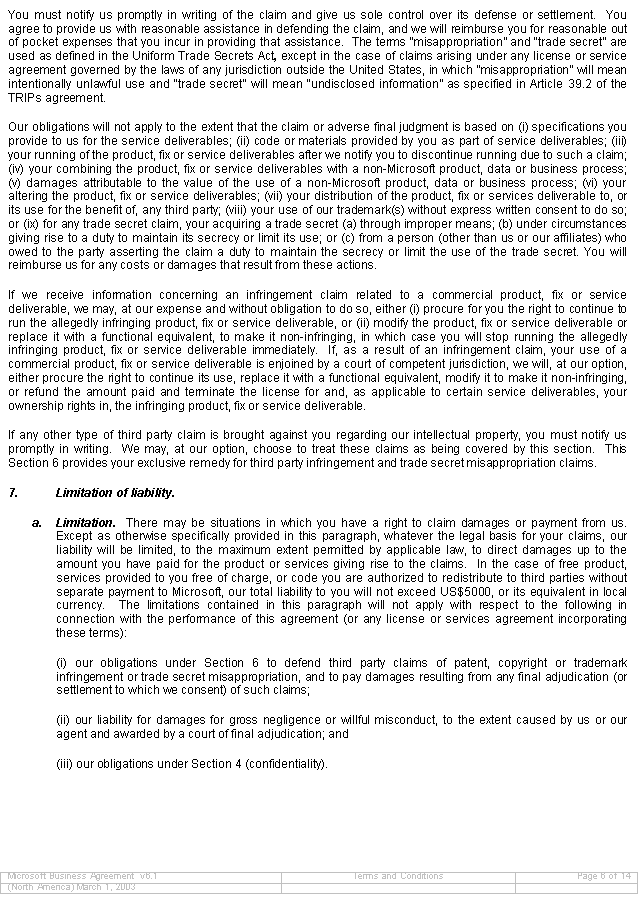 You must notify us promptly in writing of the claim and give us sole control over its defense or settlement. You
agree to provide us with reasonable assistance in defending the claim, and we will reimburse you for reasonable out
of pocket expenses that you incur in providing that assistance. The terms "misappropriation" and "trade secret" are
used as defined in the Uniform Trade Secrets Act, except in the case of claims arising under any license or service
agreement governed by the laws of any jurisdiction outside the United States, in which "misappropriation" will mean
intentionally unlawful use and "trade secret" will mean "undisclosed information" as specified in Article 39.2 of the
TRIPs agreement.
Our obligations will not apply to the extent that the claim or adverse final judgment is based on (i) specifications you
provide to us for the service deliverables; (ii) code or materials provided by you as part of service deliverables; (iii)
your running of the product, fix or service deliverables after we notify you to discontinue running due to such a claim;
(iv) your combining the product, fix or service deliverables with a non-Microsoft product, data or business process;
(v) damages attributable to the value of the use of a non-Microsoft product, data or business process; (vi) your
altering the product, fix or service deliverables; (vii) your distribution of the product, fix or services deliverable to, or
its use for the benefit of, any third party; (viii) your use of our trademark(s) without express written consent to do so;
or (ix) for any trade secret claim, your acquiring a trade secret (a) through improper means; (b) under circumstances
giving rise to a duty to maintain its secrecy or limit its use; or (c) from a person (other than us or our affiliates) who
owed to the party asserting the claim a duty to maintain the secrecy or limit the use of the trade secret. You will
reimburse us for any costs or damages that result from these actions.
If we receive information concerning an infringement claim related to a commercial product, fix or service
deliverable, we may, at our expense and without obligation to do so, either (i) procure for you the right to continue to
run the allegedly infringing product, fix or service deliverable, or (ii) modify the product, fix or service deliverable or
replace it with a functional equivalent, to make it non-infringing, in which case you will stop running the allegedly
infringing product, fix or service deliverable immediately. If, as a result of an infringement claim, your use of a
commercial product, fix or service deliverable is enjoined by a court of competent jurisdiction, we will, at our option,
either procure the right to continue its use, replace it with a functional equivalent, modify it to make it non-infringing,
or refund the amount paid and terminate the license for and, as applicable to certain service deliverables, your
ownership rights in, the infringing product, fix or service deliverable.
If any other type of third party claim is brought against you regarding our intellectual property, you must notify us
promptly in writing. We may, at our option, choose to treat these claims as being covered by this section. This
Section 6 provides your exclusive remedy for third party infringement and trade secret misappropriation claims.
7. Limitation of liability.
a. Limitation. There may be situations in which you have a right to claim damages or payment from us.
Except as otherwise specifically provided in this paragraph, whatever the legal basis for your claims, our
liability will be limited, to the maximum extent permitted by applicable law, to direct damages up to the
amount you have paid for the product or services giving rise to the claims. In the case of free product,
services provided to you free of charge, or code you are authorized to redistribute to third parties without
separate payment to Microsoft, our total liability to you will not exceed US$5000, or its equivalent in local
currency. The limitations contained in this paragraph will not apply with respect to the following in
connection with the performance of this agreement (or any license or services agreement incorporating
these terms):
(i) our obligations under Section 6 to defend third party claims of patent, copyright or trademark
infringement or trade secret misappropriation, and to pay damages resulting from any final adjudication (or
settlement to which we consent) of such claims;
(ii) our liability for damages for gross negligence or willful misconduct, to the extent caused by us or our
agent and awarded by a court of final adjudication; and
(iii) our obligations under Section 4 (confidentiality).
Microsoft Business Agreement v6.1 Terms and Conditions Page 6 of 14
(North America) March 1, 2003